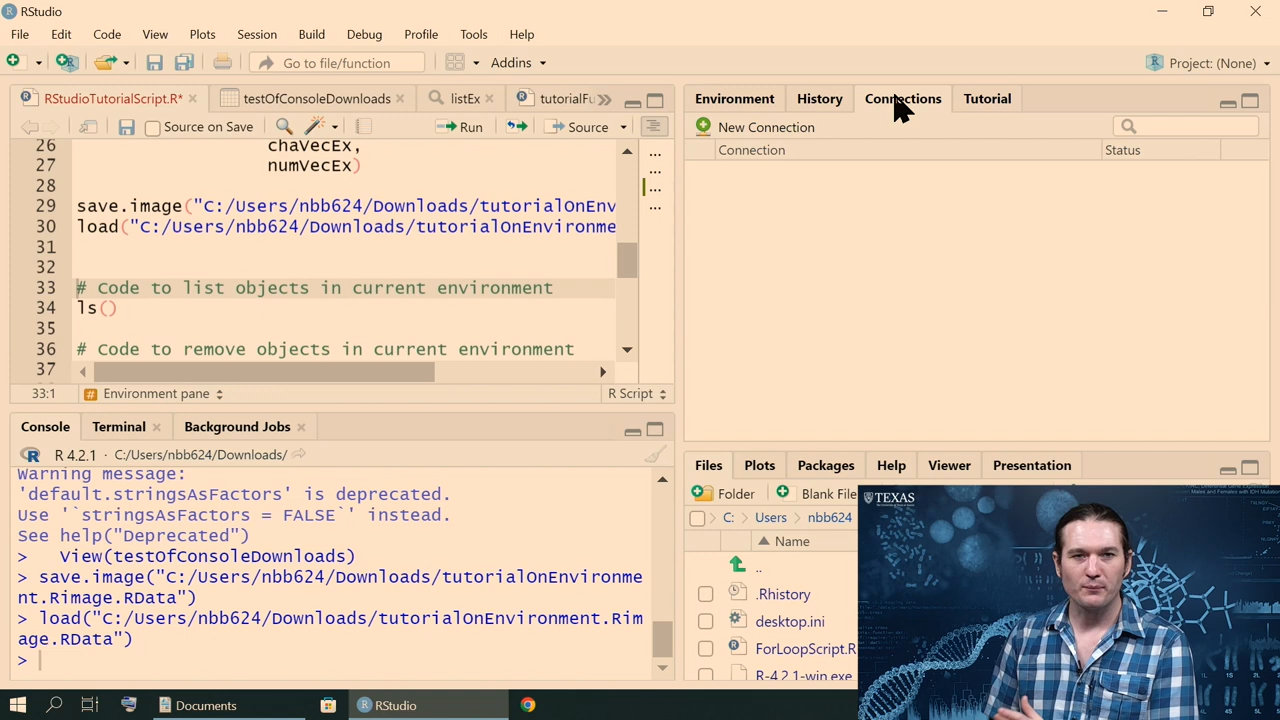 RStudio
File Edit Code View Plots Session Build Debug Profile Tools Help
Go to file/function Addins Project: (None)
RStudioTutorialScript.R* testOfConsoleDownloads listEx tutorialFu
Source on Save Run Source
26 chaVecEx,
27 numVecEx)
28
29 save.image("C:/Users/nbb624/Downloads/tutorialOnEnv
30 load("C:/Users/nbb624/Downloads/tutorialOnEnvironme
31
32
33 # Code to list objects in current environment
34 ls()
35
36 # Code to remove objects in current environment
37
33:1 Environment pane R Script
Console Terminal Background Jobs
R 4.2.1 · C:/Users/nbb624/Downloads/
Warning message:
'default.stringsAsFactors' is deprecated.
Use '`stringsAsFactors = FALSE`' instead.
See help("Deprecated")
> View(testOfConsoleDownloads)
> save.image("C:/Users/nbb624/Downloads/tutorialOnEnvironme
nt.Rimage.RData")
> load("C:/Users/nbb624/Downloads/tutorialOnEnvironment.Rim
age.RData")
>
Environment History Connections Tutorial
New Connection
Connection Status
Files Plots Packages Help Viewer Presentation
Folder Blank File
C: Users nbb624
Name
..
.Rhistory
desktop.ini
ForLoopScript.R
R-4.2.1-win.exe
TEXAS
Documents RStudio